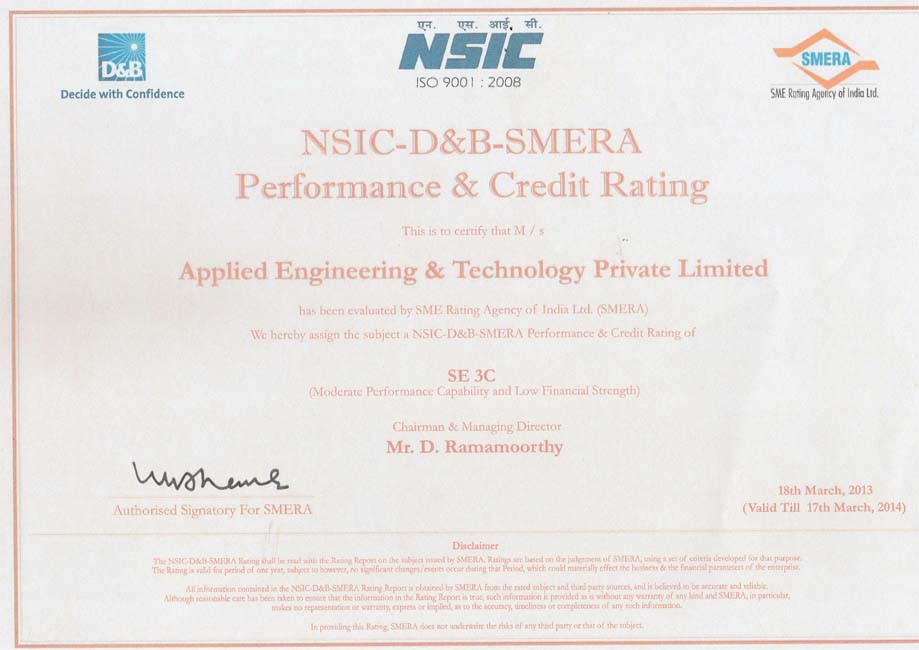 एन. एस. आई. सी.
NSIC
ISO 9001 : 2008
D&B
Decide with Confidence
SMERA
SME Rating Agency of India Ltd.
NSIC-D&B-SMERA
Performance & Credit Rating
This is to certify that M / s
Applied Engineering & Technology Private Limited
has been evaluated by SME Rating Agency of India Ltd. (SMERA)
We hereby assign the subject a NSIC-D&B-SMERA Performance & Credit Rating of
SE 3C
(Moderate Performance Capability and Low Financial Strength)
Chairman & Managing Director
Mr. D. Ramamoorthy
Authorised Signatory For SMERA
18th March, 2013
(Valid Till 17th March, 2014)
Disclaimer
The NSIC-D&B-SMERA Rating shall be read with the Rating Report on the subject issued by SMERA. Ratings are based on the judgement of SMERA, using a set of criteria developed for that purpose.
The Rating is valid for period of one year, subject to however, no significant changes/events occur during that Period, which could materially effect the business & the financial parameters of the enterprise.
All information contained in the NSIC-D&B-SMERA Rating Report is obtained by SMERA from the rated subject and third party sources, and is believed to be accurate and reliable.
Although reasonable care has been taken to ensure that the information in the Rating Report is true, such information is provided as is without any warranty of any kind and SMERA, in particular,
makes no representation or warranty, express or implied, as to the accuracy, timeliness or completeness of any such information.
In providing this Rating, SMERA does not underwrite the risks of any third party or that of the subject.